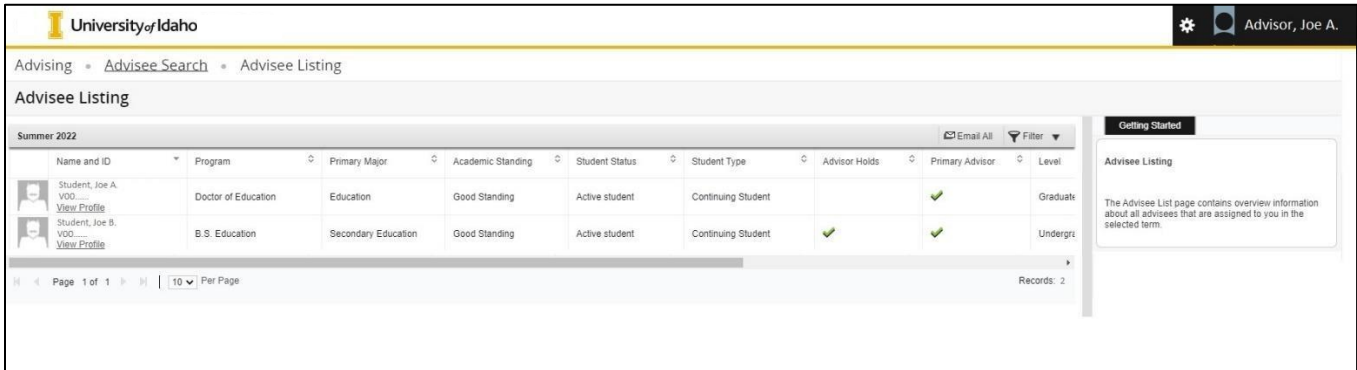 University of Idaho
Advisor, Joe A.
Advising • Advisee Search • Advisee Listing
Advisee Listing
Summer 2022 Email All Filter
Name and ID Program Primary Major Academic Standing Student Status Student Type Advisor Holds Primary Advisor Level
Student, Joe A.
V00......
View Profile
Doctor of Education Education Good Standing Active student Continuing Student Graduate
Student, Joe B.
V00......
View Profile
B.S. Education Secondary Education Good Standing Active student Continuing Student Undergra
Page 1 of 1 10 Per Page Records: 2
Getting Started
Advisee Listing
The Advisee List page contains overview information
about all advisees that are assigned to you in the
selected term.